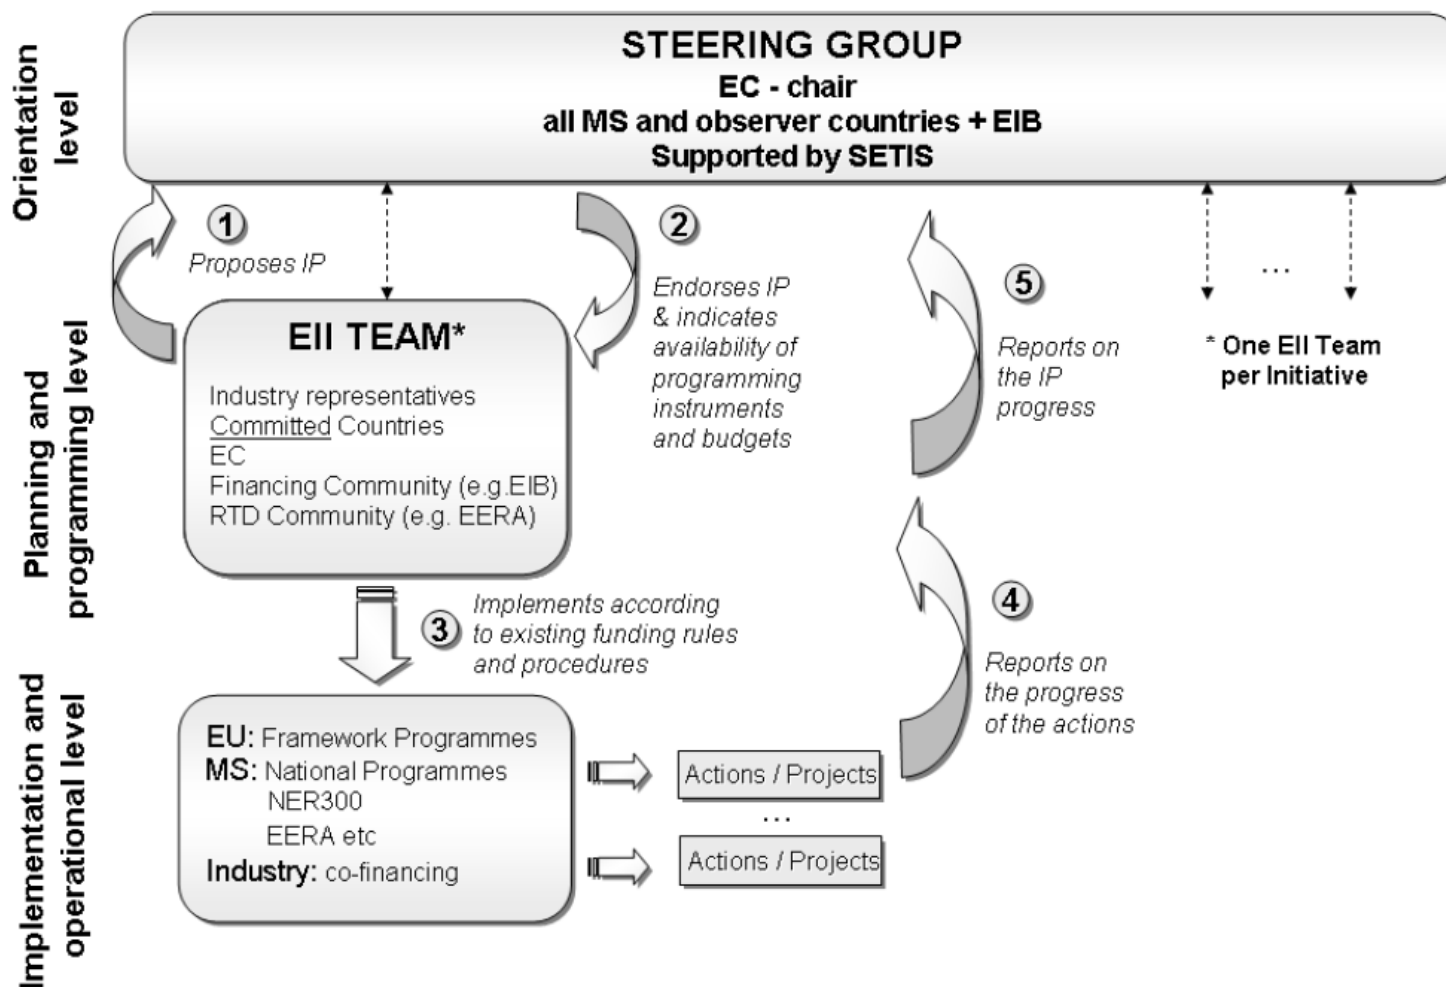 Orientation
level
STEERING GROUP
EC - chair
all MS and observer countries + EIB
Supported by SETIS
1
Proposes IP
2
Endorses IP
& indicates
availability of
programming
instruments
and budgets
5
Reports on
the IP
progress
...
* One EII Team
per Initiative
Planning and
programming level
EII TEAM*
Industry representatives
Committed Countries
EC
Financing Community (e.g.EIB)
RTD Community (e.g. EERA)
3
Implements according
to existing funding rules
and procedures
4
Reports on
the progress
of the actions
Implementation and
operational level
EU: Framework Programmes
MS: National Programmes
NER300
EERA etc
Industry: co-financing
Actions / Projects
...
Actions / Projects